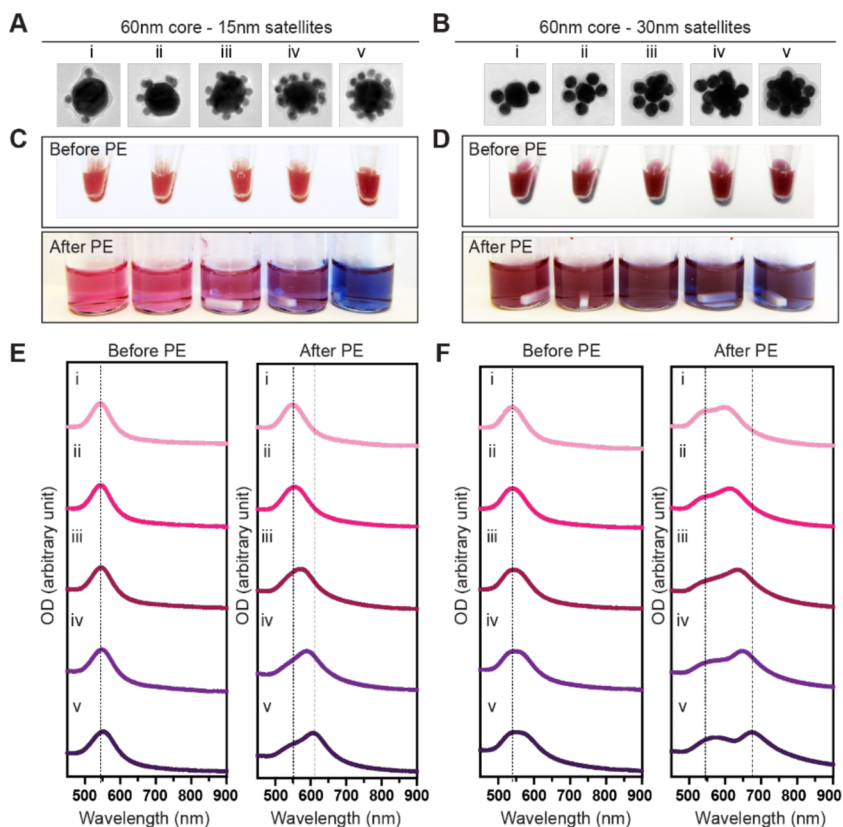 A
60nm core - 15nm satellites
i ii iii iv v
B
60nm core - 30nm satellites
i ii iii iv v
C
Before PE
After PE
D
Before PE
After PE
E
Before PE
After PE
i
ii
iii
iv
v
i
ii
iii
iv
v
OD (arbitrary unit)
OD (arbitrary unit)
500 600 700 800 900
500 600 700 800 900
Wavelength (nm)
Wavelength (nm)
F
Before PE
After PE
i
ii
iii
iv
v
i
ii
iii
iv
v
OD (arbitrary unit)
OD (arbitrary unit)
500 600 700 800 900
500 600 700 800 900
Wavelength (nm)
Wavelength (nm)